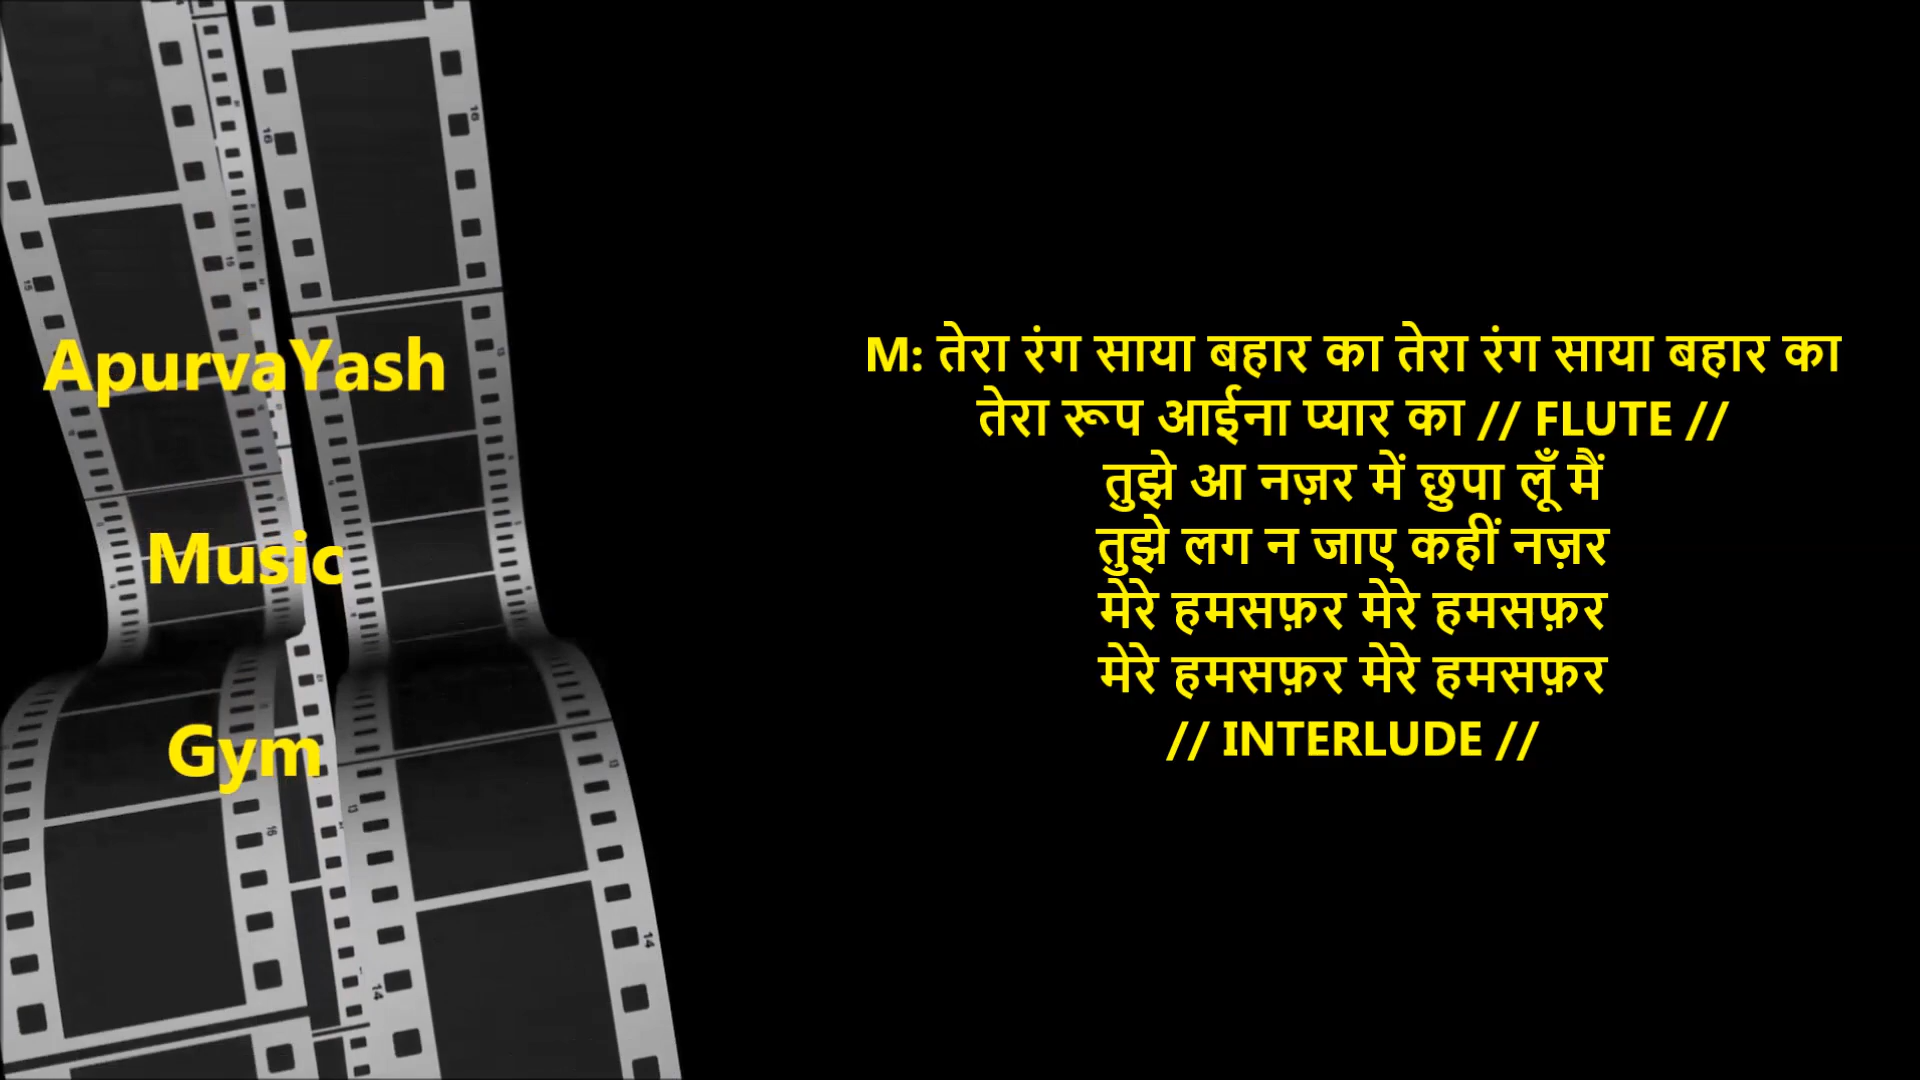 ApurvaYash
Music
Gym
M: तेरा रंग साया बहार का तेरा रंग साया बहार का
तेरा रूप आईना प्यार का // FLUTE //
तुझे आ नज़र में छुपा लूँ मैं
तुझे लग न जाए कहीं नज़र
मेरे हमसफ़र मेरे हमसफ़र
मेरे हमसफ़र मेरे हमसफ़र
// INTERLUDE //